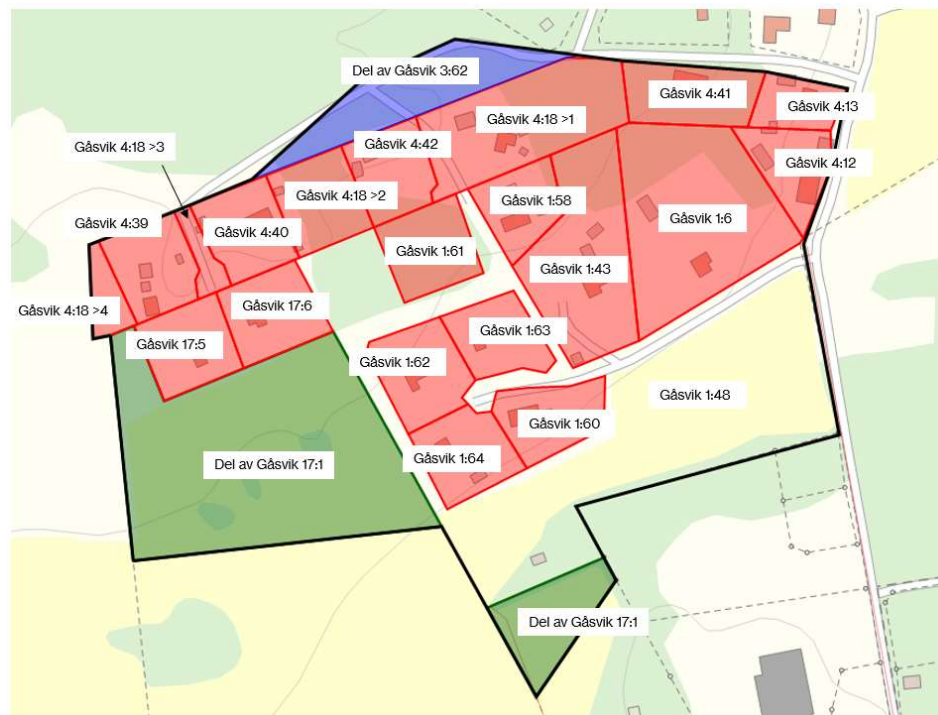 Del av Gåsvik 3:62
Gåsvik 4:41
Gåsvik 4:13
Gåsvik 4:18 >1
Gåsvik 4:42
Gåsvik 4:18 >3
Gåsvik 4:12
Gåsvik 4:18 >2
Gåsvik 1:58
Gåsvik 1:6
Gåsvik 4:39
Gåsvik 4:40
Gåsvik 1:61
Gåsvik 1:43
Gåsvik 17:6
Gåsvik 4:18 >4
Gåsvik 1:63
Gåsvik 17:5
Gåsvik 1:62
Gåsvik 1:48
Gåsvik 1:60
Gåsvik 1:64
Del av Gåsvik 17:1
Del av Gåsvik 17:1